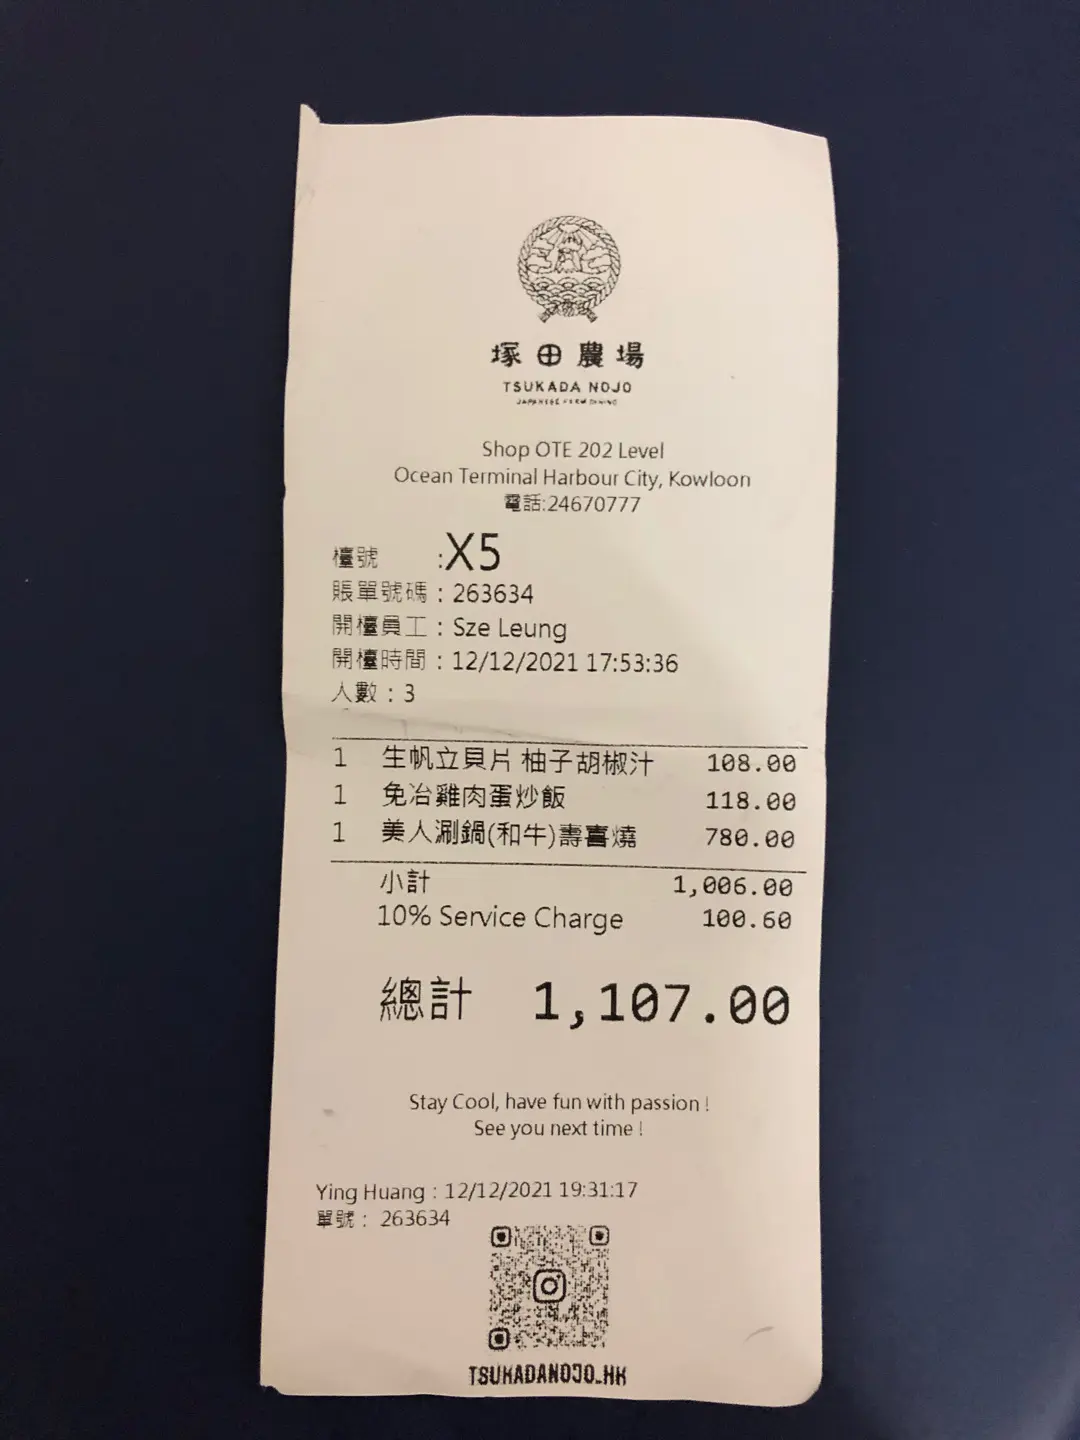 塚田農場
TSUKADA NOJO
JAPANESE FARM DINING
Shop OTE 202 Level
Ocean Terminal Harbour City, Kowloon
電話:24670777
檯號 :X5
賬單號碼：263634
開檯員工：Sze Leung
開檯時間：12/12/2021 17:53:36
人數：3
1 生帆立貝片 柚子胡椒汁 108.00
1 免冶雞肉蛋炒飯 118.00
1 美人涮鍋(和牛)壽喜燒 780.00
小計 1,006.00
10% Service Charge 100.60
總計 1,107.00
Stay Cool, have fun with passion !
See you next time !
Ying Huang : 12/12/2021 19:31:17
單號： 263634
TSUKADANOJO_HK